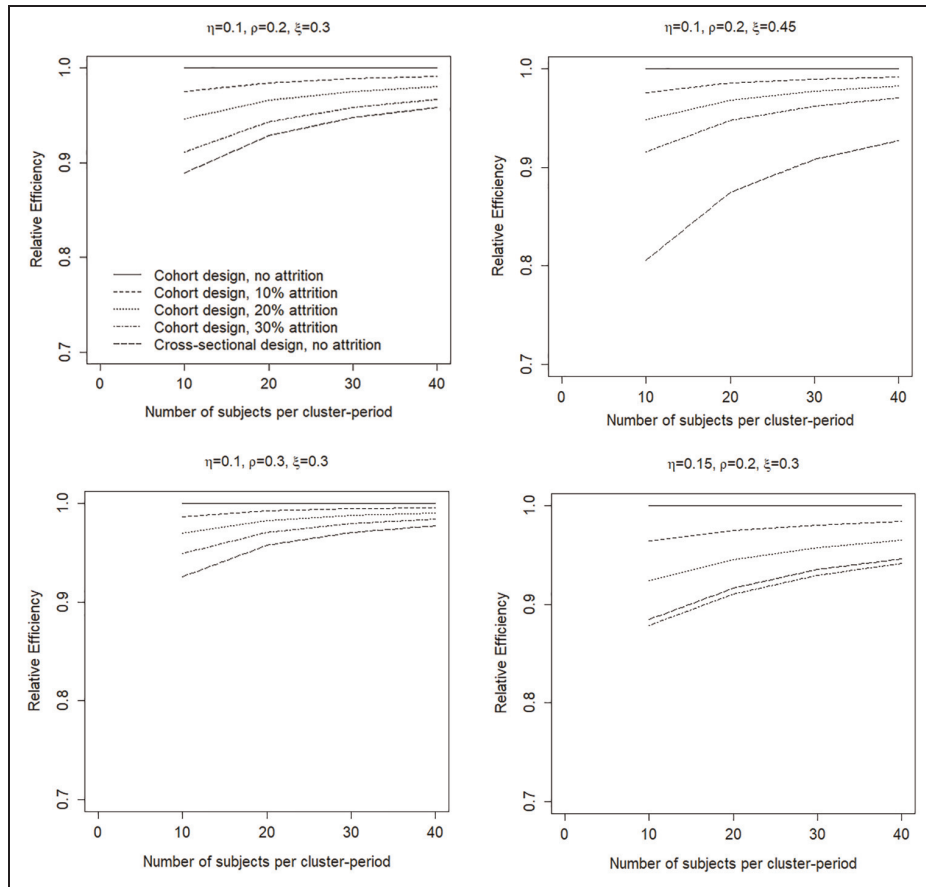 η=0.1, ρ=0.2, ξ=0.3
Relative Efficiency
1.0
0.9
0.8
0.7
Cohort design, no attrition
Cohort design, 10% attrition
Cohort design, 20% attrition
Cohort design, 30% attrition
Cross-sectional design, no attrition
0 10 20 30 40
Number of subjects per cluster-period
η=0.1, ρ=0.2, ξ=0.45
Relative Efficiency
1.0
0.9
0.8
0.7
0 10 20 30 40
Number of subjects per cluster-period
η=0.1, ρ=0.3, ξ=0.3
Relative Efficiency
1.0
0.9
0.8
0.7
0 10 20 30 40
Number of subjects per cluster-period
η=0.15, ρ=0.2, ξ=0.3
Relative Efficiency
1.0
0.9
0.8
0.7
0 10 20 30 40
Number of subjects per cluster-period